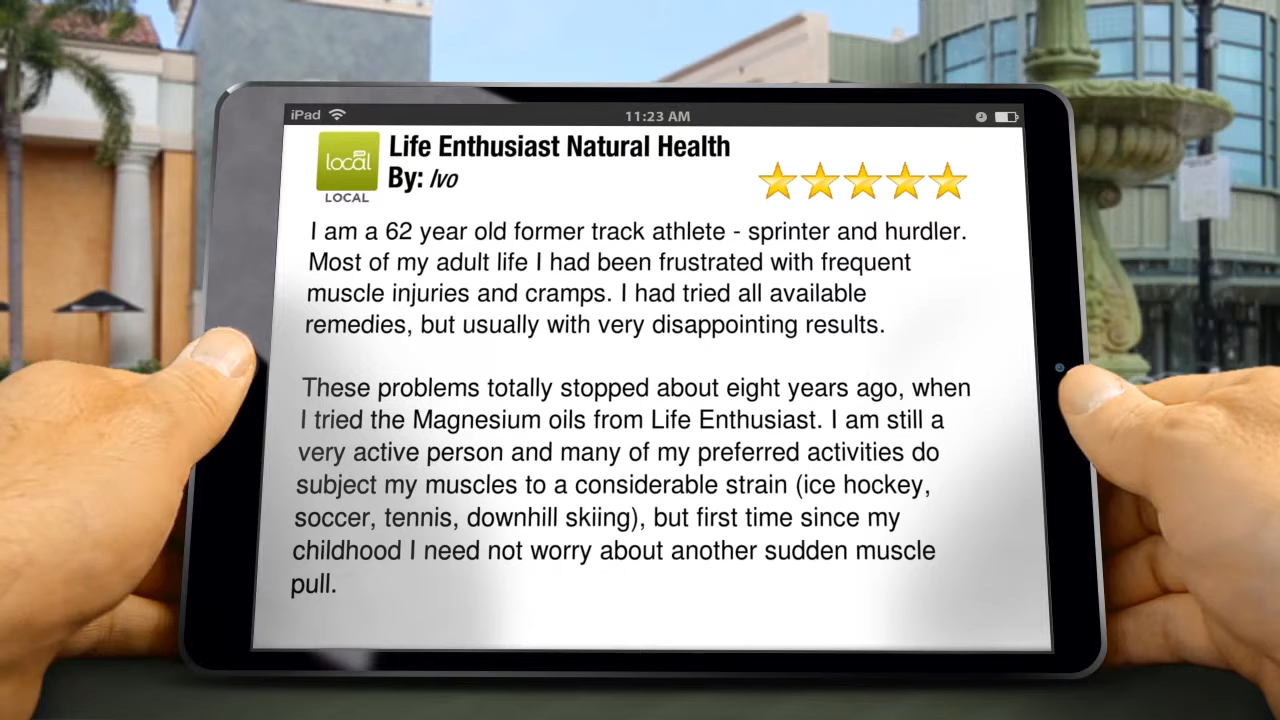 iPad 11:23 AM
local
LOCAL
Life Enthusiast Natural Health
By: Ivo
I am a 62 year old former track athlete - sprinter and hurdler.
Most of my adult life I had been frustrated with frequent
muscle injuries and cramps. I had tried all available
remedies, but usually with very disappointing results.
These problems totally stopped about eight years ago, when
I tried the Magnesium oils from Life Enthusiast. I am still a
very active person and many of my preferred activities do
subject my muscles to a considerable strain (ice hockey,
soccer, tennis, downhill skiing), but first time since my
childhood I need not worry about another sudden muscle
pull.